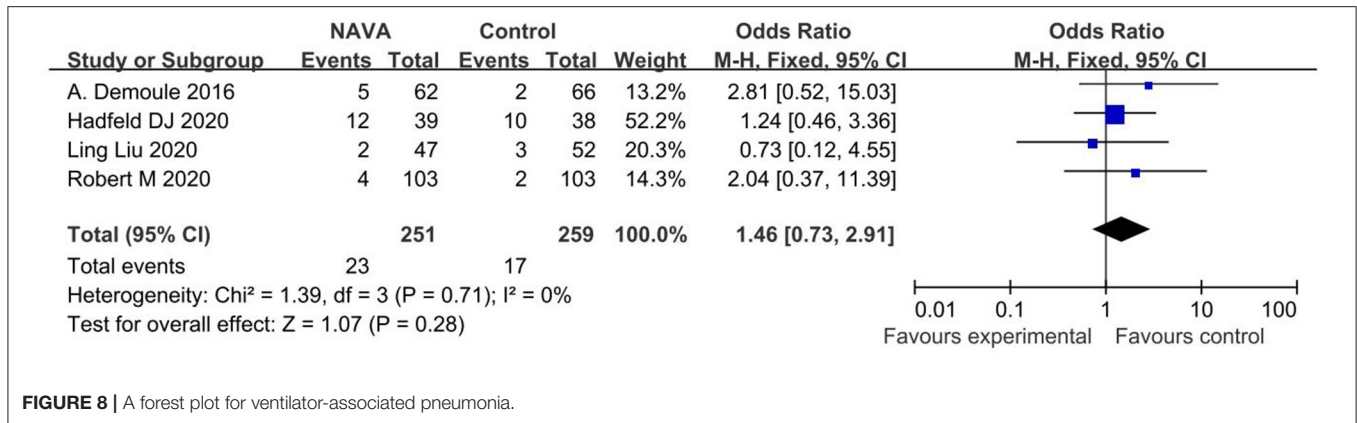 NAVA Control Odds Ratio Odds Ratio
Study or Subgroup Events Total Events Total Weight M-H, Fixed, 95% CI M-H, Fixed, 95% CI
A. Demoule 2016 5 62 2 66 13.2% 2.81 [0.52, 15.03]
Hadfeld DJ 2020 12 39 10 38 52.2% 1.24 [0.46, 3.36]
Ling Liu 2020 2 47 3 52 20.3% 0.73 [0.12, 4.55]
Robert M 2020 4 103 2 103 14.3% 2.04 [0.37, 11.39]
Total (95% CI) 251 259 100.0% 1.46 [0.73, 2.91]
Total events 23 17
Heterogeneity: Chi² = 1.39, df = 3 (P = 0.71); I² = 0%
Test for overall effect: Z = 1.07 (P = 0.28)
0.01 0.1 1 10 100
Favours experimental Favours control
FIGURE 8 | A forest plot for ventilator-associated pneumonia.